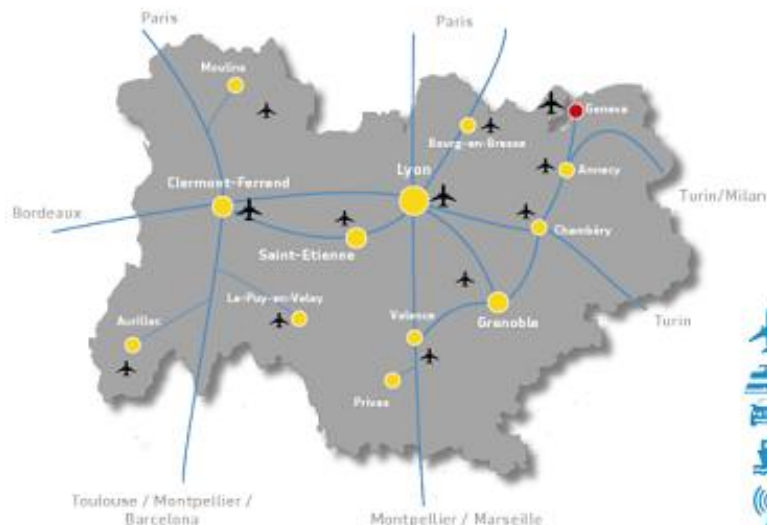 Paris
Paris
Moulins
Geneva
Bourg-en-Bresse
Lyon
Annecy
Clermont-Ferrand
Turin/Milan
Bordeaux
Chambéry
Saint-Etienne
Le-Puy-en-Velay
Aurillac
Valence
Grenoble
Turin
Privas
Toulouse / Montpellier /
Barcelona
Montpellier / Marseille